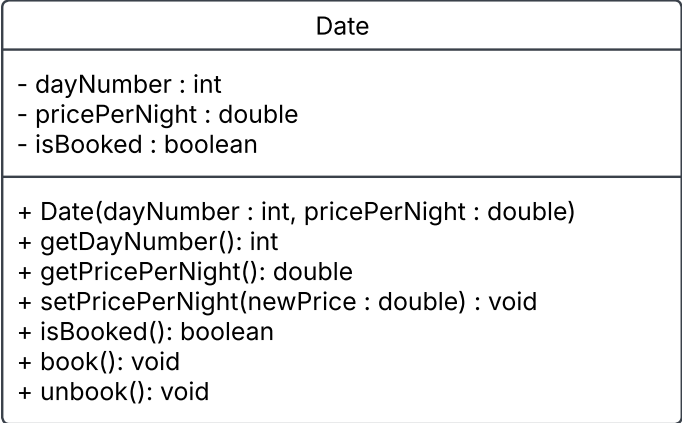 Date
- dayNumber : int
- pricePerNight : double
- isBooked : boolean
+ Date(dayNumber : int, pricePerNight : double)
+ getDayNumber(): int
+ getPricePerNight(): double
+ setPricePerNight(newPrice : double) : void
+ isBooked(): boolean
+ book(): void
+ unbook(): void